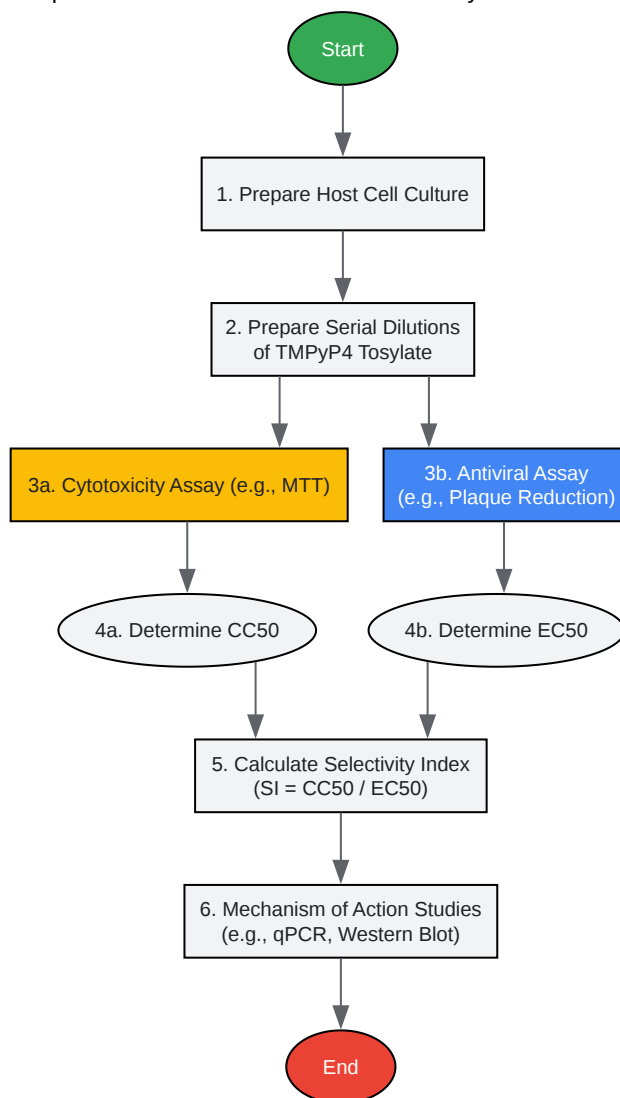 Start
1. Prepare Host Cell Culture
2. Prepare Serial Dilutions
of TMPyP4 Tosylate
3a. Cytotoxicity Assay (e.g., MTT)
3b. Antiviral Assay
(e.g., Plaque Reduction)
4a. Determine CC50
4b. Determine EC50
5. Calculate Selectivity Index
(SI = CC50 / EC50)
6. Mechanism of Action Studies
(e.g., qPCR, Western Blot)
End